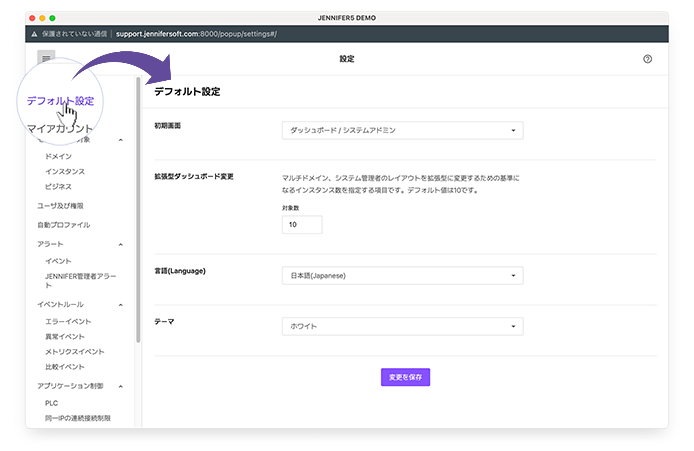 JENNIFER5 DEMO
保護されていない通信 | support.jennifersoft.com:8000/popup/settings#/
設定
デフォルト設定
マイアカウント
対象
ドメイン
インスタンス
ビジネス
ユーザ及び権限
自動プロファイル
アラート
イベント
JENNIFER管理者アラー
ト
イベントルール
エラーイベント
異常イベント
メトリクスイベント
比較イベント
アプリケーション制御
PLC
同一IPの連続接続制限
デフォルト設定
初期画面
ダッシュボード / システムアドミン
拡張型ダッシュボード変更
マルチドメイン、システム管理者のレイアウトを拡張型に変更するための基準に
なるインスタンス数を指定する項目です。デフォルト値は10です。
対象数
10
言語(Language)
日本語(Japanese)
テーマ
ホワイト
変更を保存